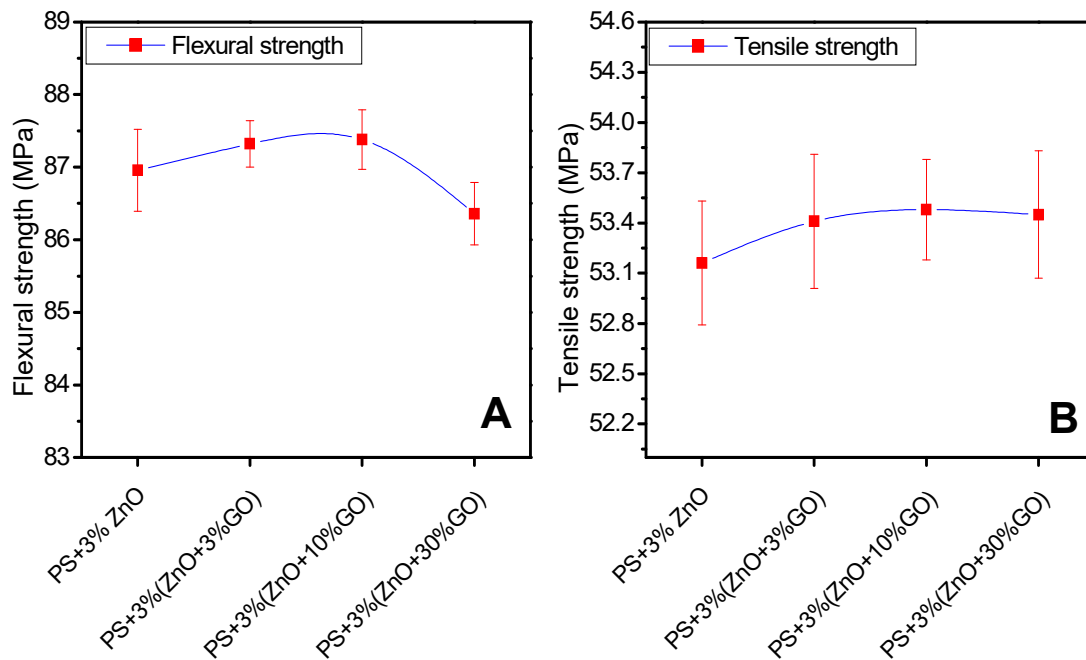 Flexural strength
Flexural strength (MPa)
89
88
87
86
85
84
83
A
PS+3% ZnO
PS+3%(ZnO+3%GO)
PS+3%(ZnO+10%GO)
PS+3%(ZnO+30%GO)
Tensile strength
Tensile strength (MPa)
54.6
54.3
54.0
53.7
53.4
53.1
52.8
52.5
52.2
B
PS+3% ZnO
PS+3%(ZnO+3%GO)
PS+3%(ZnO+10%GO)
PS+3%(ZnO+30%GO)